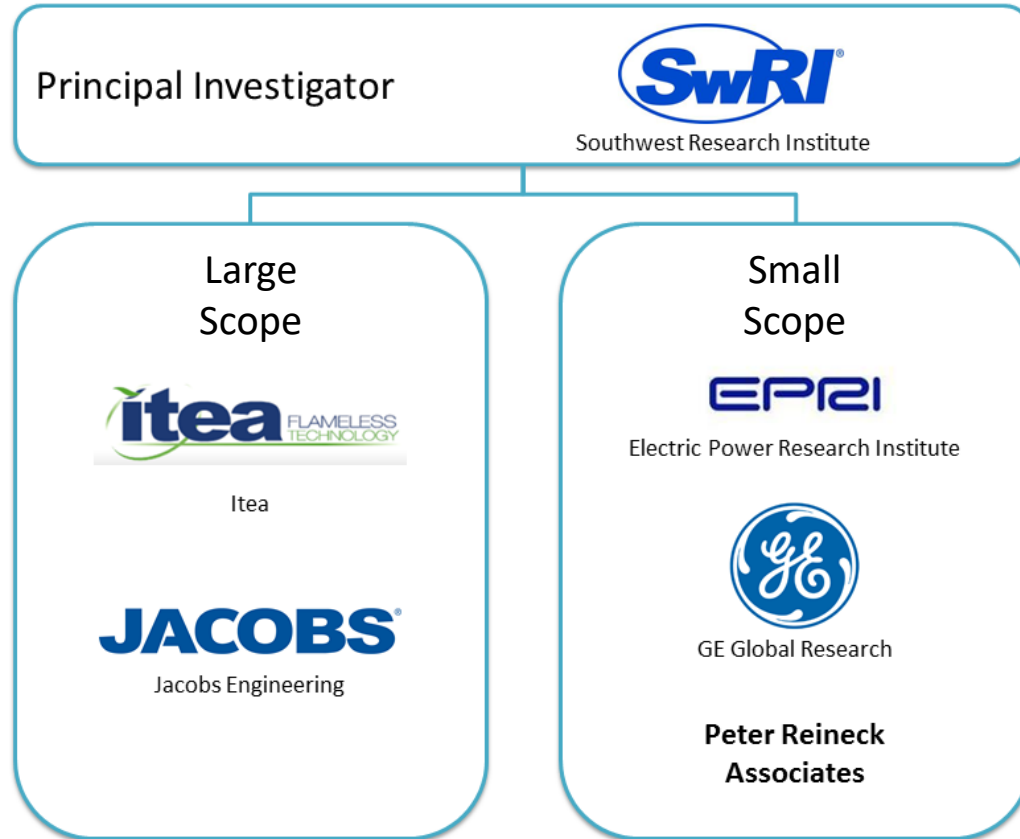 Principal Investigator
SwRI®
Southwest Research Institute
Large
Scope
itea FLAMELESS
TECHNOLOGY
Itea
JACOBS®
Jacobs Engineering
Small
Scope
EPRI
Electric Power Research Institute
GE
GE Global Research
Peter Reineck
Associates